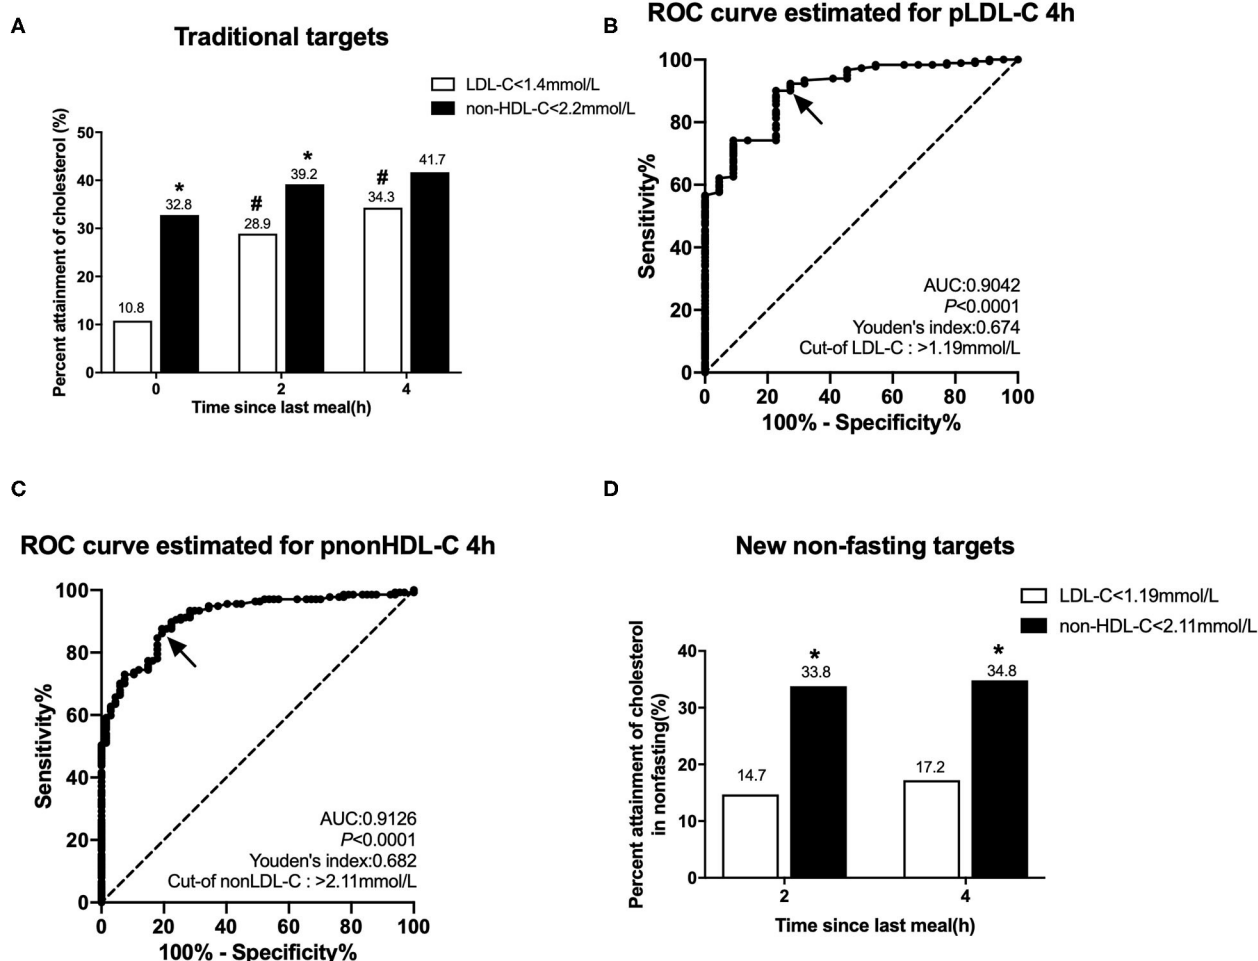 A
Traditional targets
LDL-C<1.4mmol/L
non-HDL-C<2.2mmol/L
Percent attainment of cholesterol (%)
50
40
30
20
10
0
10.8
*
32.8
#
28.9
*
39.2
#
34.3
41.7
0
2
4
Time since last meal(h)
B
ROC curve estimated for pLDL-C 4h
Sensitivity%
100
80
60
40
20
0
AUC:0.9042
P<0.0001
Youden's index:0.674
Cut-of LDL-C : >1.19mmol/L
0
20
40
60
80
100
100% - Specificity%
C
ROC curve estimated for pnonHDL-C 4h
Sensitivity%
100
80
60
40
20
0
AUC:0.9126
P<0.0001
Youden's index:0.682
Cut-of nonLDL-C : >2.11mmol/L
0
20
40
60
80
100
100% - Specificity%
D
New non-fasting targets
LDL-C<1.19mmol/L
non-HDL-C<2.11mmol/L
Percent attainment of cholesterol
in nonfasting(%)
40
30
20
10
0
14.7
*
33.8
17.2
*
34.8
2
4
Time since last meal(h)